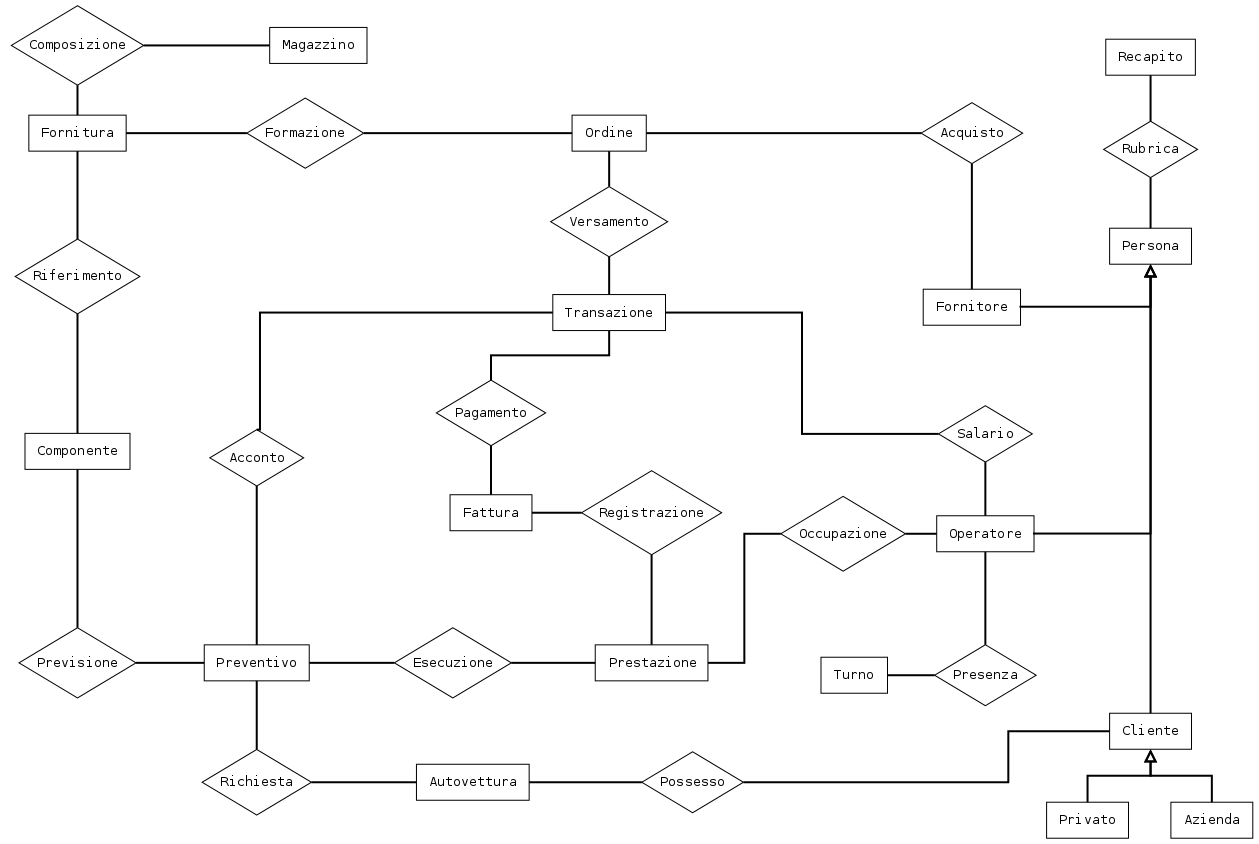 Composizione
Magazzino
Recapito
Fornitura
Formazione
Ordine
Acquisto
Rubrica
Versamento
Persona
Riferimento
Transazione
Fornitore
Pagamento
Salario
Componente
Acconto
Fattura
Registrazione
Occupazione
Operatore
Previsione
Preventivo
Esecuzione
Prestazione
Turno
Presenza
Cliente
Richiesta
Autovettura
Possesso
Privato
Azienda